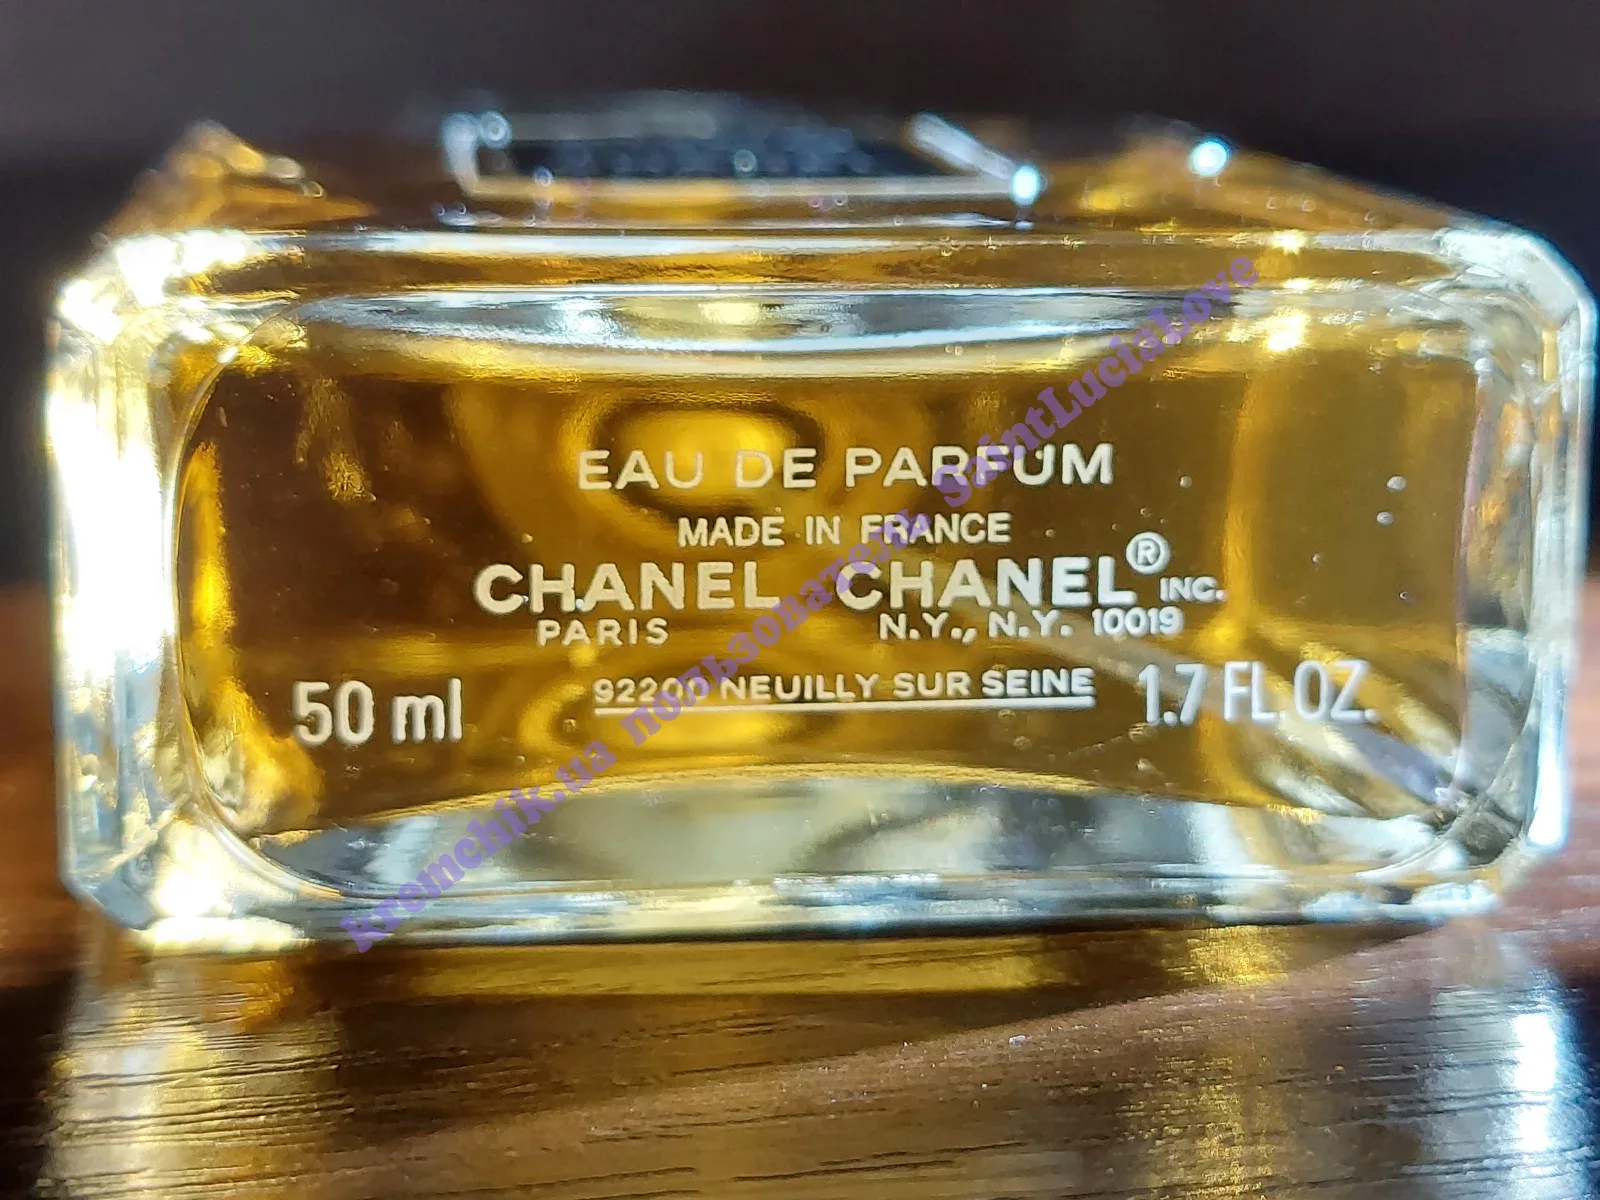 EAU DE PARFUM
MADE IN FRANCE
CHANEL CHANEL® INC.
PARIS N.Y., N.Y. 10019
50 ml 92200 NEUILLY SUR SEINE 1.7 FL. OZ.
kremchik.ua пользователь SaintLuciaLove